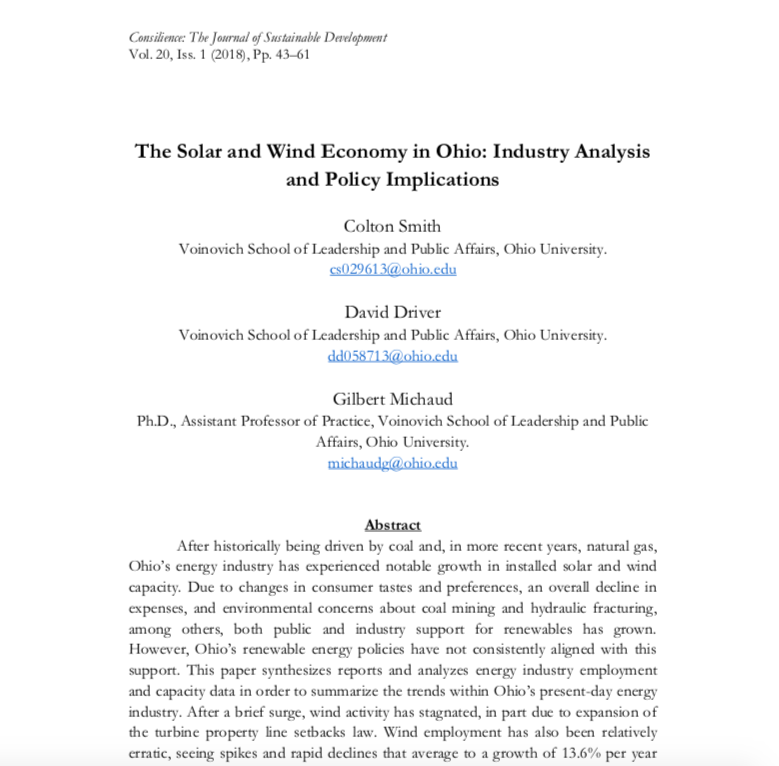 Consilience: The Journal of Sustainable Development
Vol. 20, Iss. 1 (2018), Pp. 43–61
The Solar and Wind Economy in Ohio: Industry Analysis
and Policy Implications
Colton Smith
Voinovich School of Leadership and Public Affairs, Ohio University.
cs029613@ohio.edu
David Driver
Voinovich School of Leadership and Public Affairs, Ohio University.
dd058713@ohio.edu
Gilbert Michaud
Ph.D., Assistant Professor of Practice, Voinovich School of Leadership and Public
Affairs, Ohio University.
michaudg@ohio.edu
Abstract
After historically being driven by coal and, in more recent years, natural gas,
Ohio’s energy industry has experienced notable growth in installed solar and wind
capacity. Due to changes in consumer tastes and preferences, an overall decline in
expenses, and environmental concerns about coal mining and hydraulic fracturing,
among others, both public and industry support for renewables has grown.
However, Ohio’s renewable energy policies have not consistently aligned with this
support. This paper synthesizes reports and analyzes energy industry employment
and capacity data in order to summarize the trends within Ohio’s present-day energy
industry. After a brief surge, wind activity has stagnated, in part due to expansion of
the turbine property line setbacks law. Wind employment has also been relatively
erratic, seeing spikes and rapid declines that average to a growth of 13.6% per year